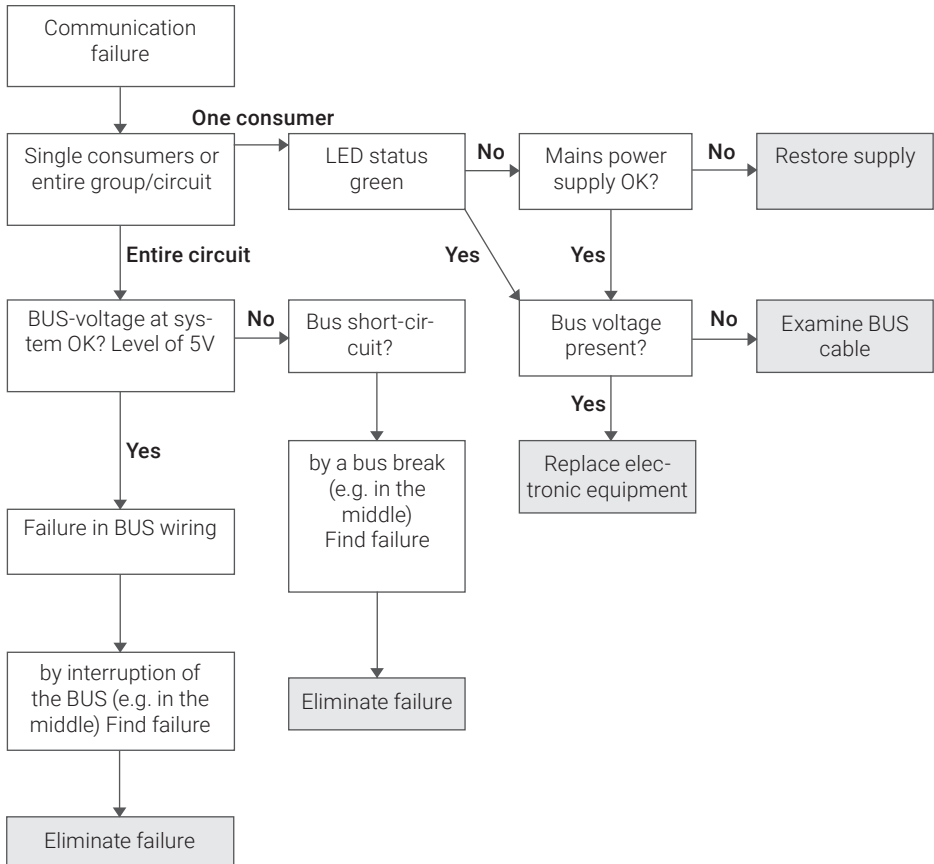 Communication
failure
One consumer
Single consumers or
entire group/circuit
LED status
green
No
Mains power
supply OK?
No
Restore supply
Entire circuit
Yes
Yes
BUS-voltage at sys-
tem OK? Level of 5V
No
Bus short-cir-
cuit?
Bus voltage
present?
No
Examine BUS
cable
Yes
Yes
by a bus break
(e.g. in the
middle)
Find failure
Replace elec-
tronic equipment
Failure in BUS wiring
by interruption of
the BUS (e.g. in the
middle) Find failure
Eliminate failure
Eliminate failure